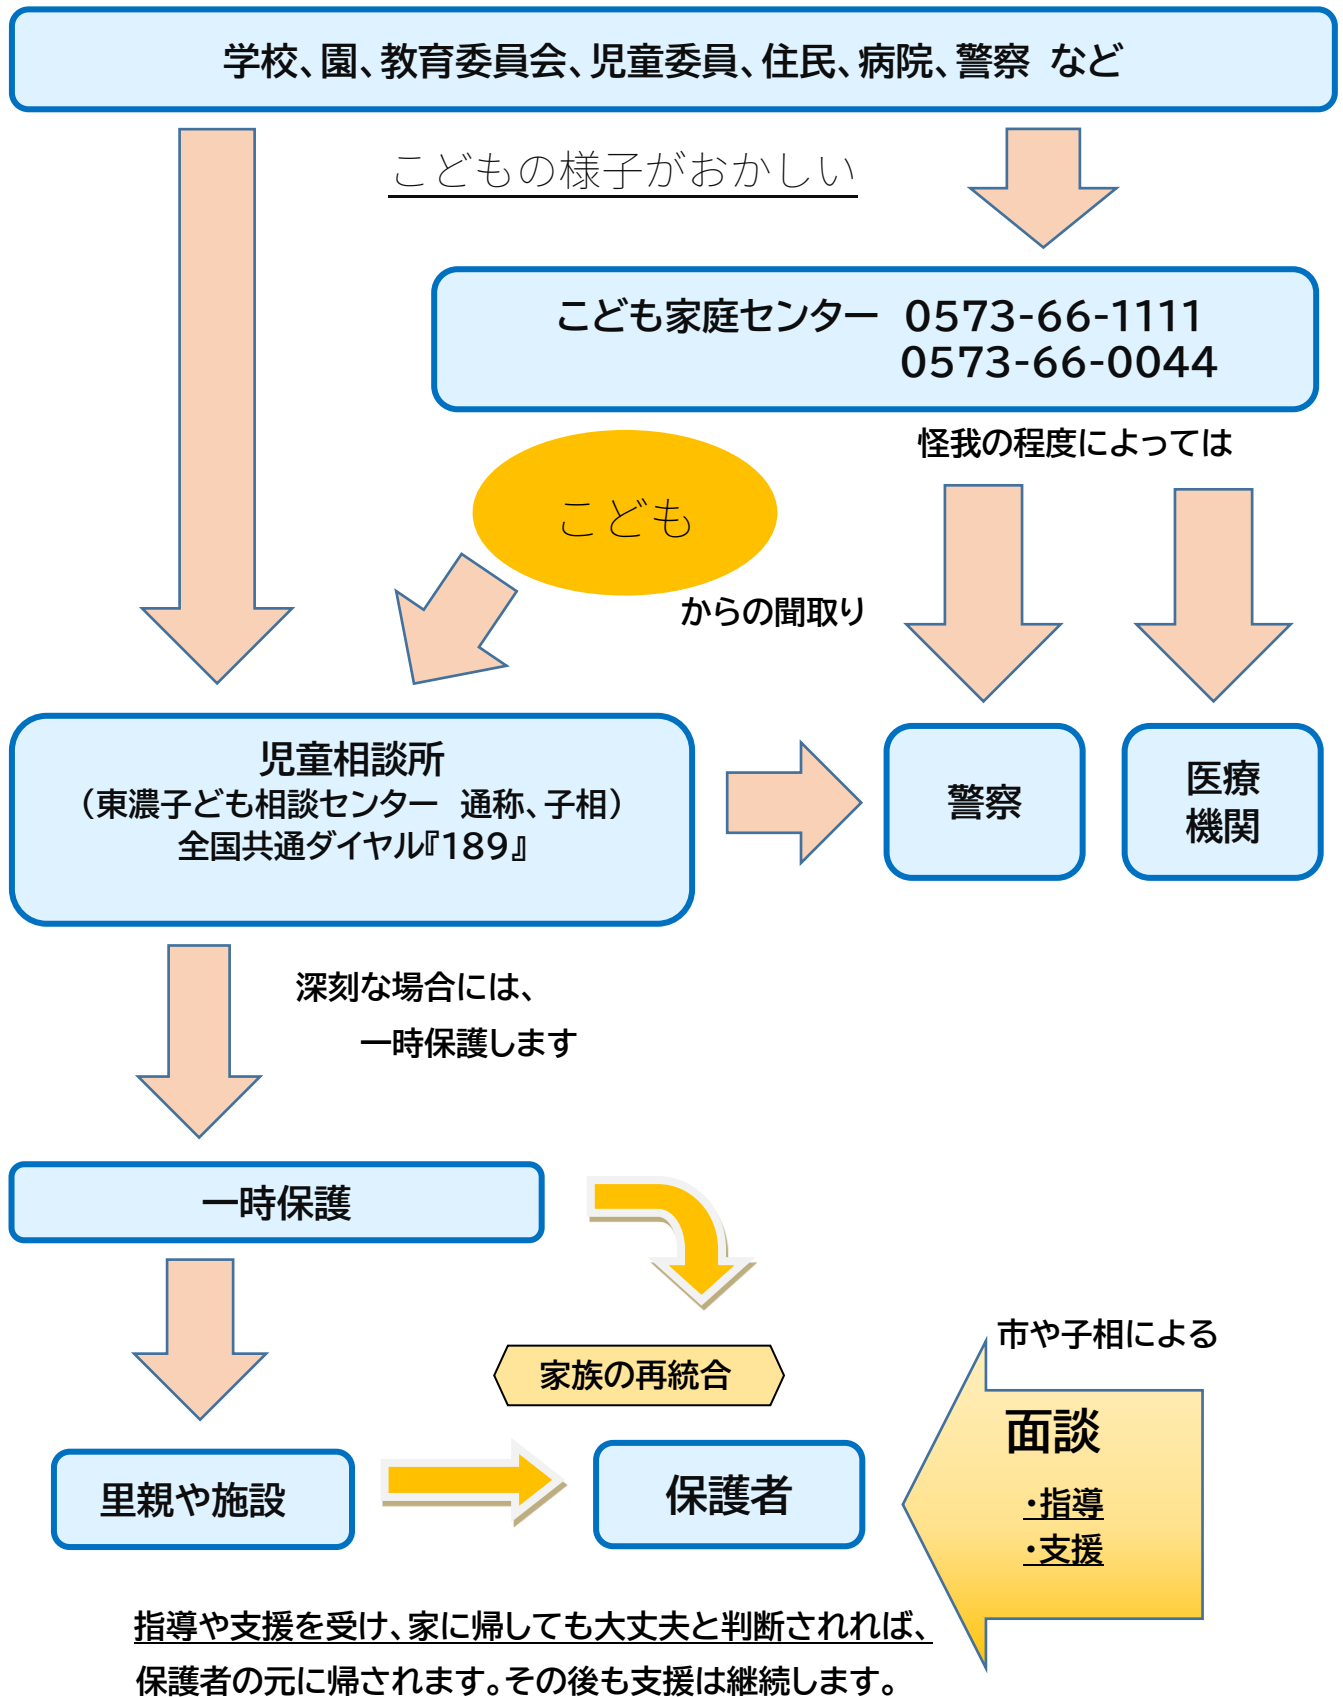 学校、園、教育委員会、児童委員、住民、病院、警察 など
こどもの様子がおかしい
こども家庭センター 0573-66-1111
0573-66-0044
怪我の程度によっては
こども
からの聞取り
児童相談所
（東濃子ども相談センター 通称、子相）
全国共通ダイヤル『189』
警察
医療
機関
深刻な場合には、
一時保護します
一時保護
家族の再統合
市や子相による
面談
・指導
・支援
里親や施設
保護者
指導や支援を受け、家に帰しても大丈夫と判断されれば、
保護者の元に帰されます。その後も支援は継続します。